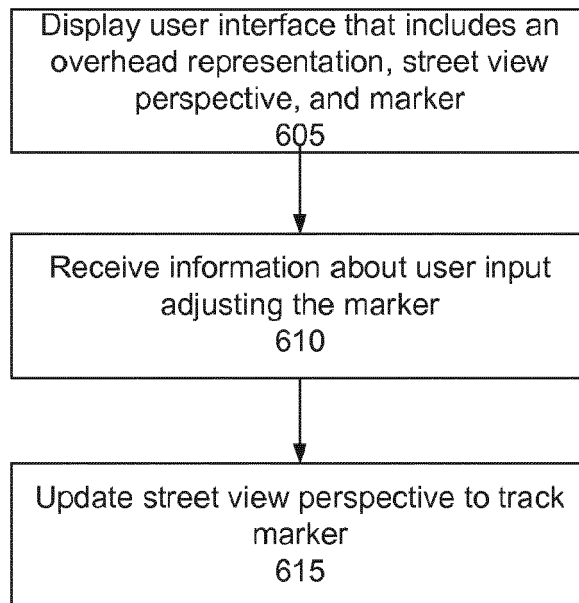 Display user interface that includes an
overhead representation, street view
perspective, and marker
605
Receive information about user input
adjusting the marker
610
Update street view perspective to track
marker
615